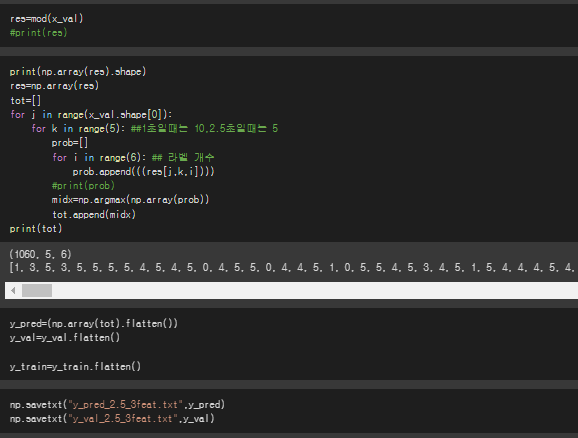 res=mod(x_val)
#print(res)
print(np.array(res).shape)
res=np.array(res)
tot=[]
for j in range(x_val.shape[0]):
for k in range(5): ##1초일때는 10,2.5초일때는 5
prob=[]
for i in range(6): ## 라벨 개수
prob.append(((res[j,k,i])))
#print(prob)
midx=np.argmax(np.array(prob))
tot.append(midx)
print(tot)
(1060, 5, 6)
[1, 3, 5, 3, 5, 5, 5, 5, 4, 5, 4, 5, 0, 4, 5, 5, 0, 4, 4, 5, 1, 0, 5, 5, 4, 5, 3, 4, 5, 1, 5, 4, 4, 4, 5, 4,
y_pred=(np.array(tot).flatten())
y_val=y_val.flatten()
y_train=y_train.flatten()
np.savetxt("y_pred_2.5_3feat.txt",y_pred)
np.savetxt("y_val_2.5_3feat.txt",y_val)